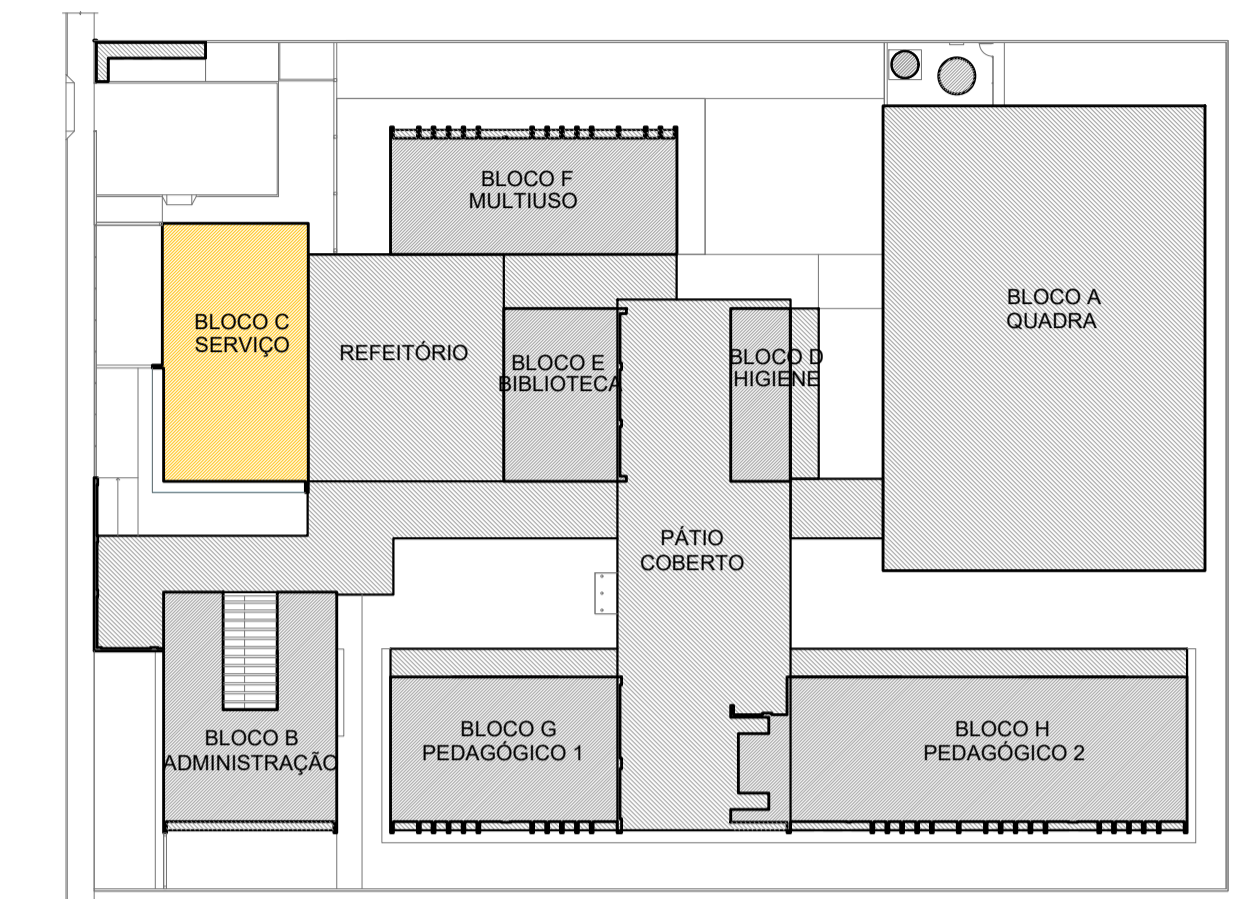 BLOCO F
MULTIUSO
BLOCO A
QUADRA
BLOCO C
SERVIÇO
REFEITÓRIO
BLOCO E
BIBLIOTECA
BLOCO D
HIGIENE
PÁTIO
COBERTO
BLOCO B
ADMINISTRAÇÃO
BLOCO G
PEDAGÓGICO 1
BLOCO H
PEDAGÓGICO 2